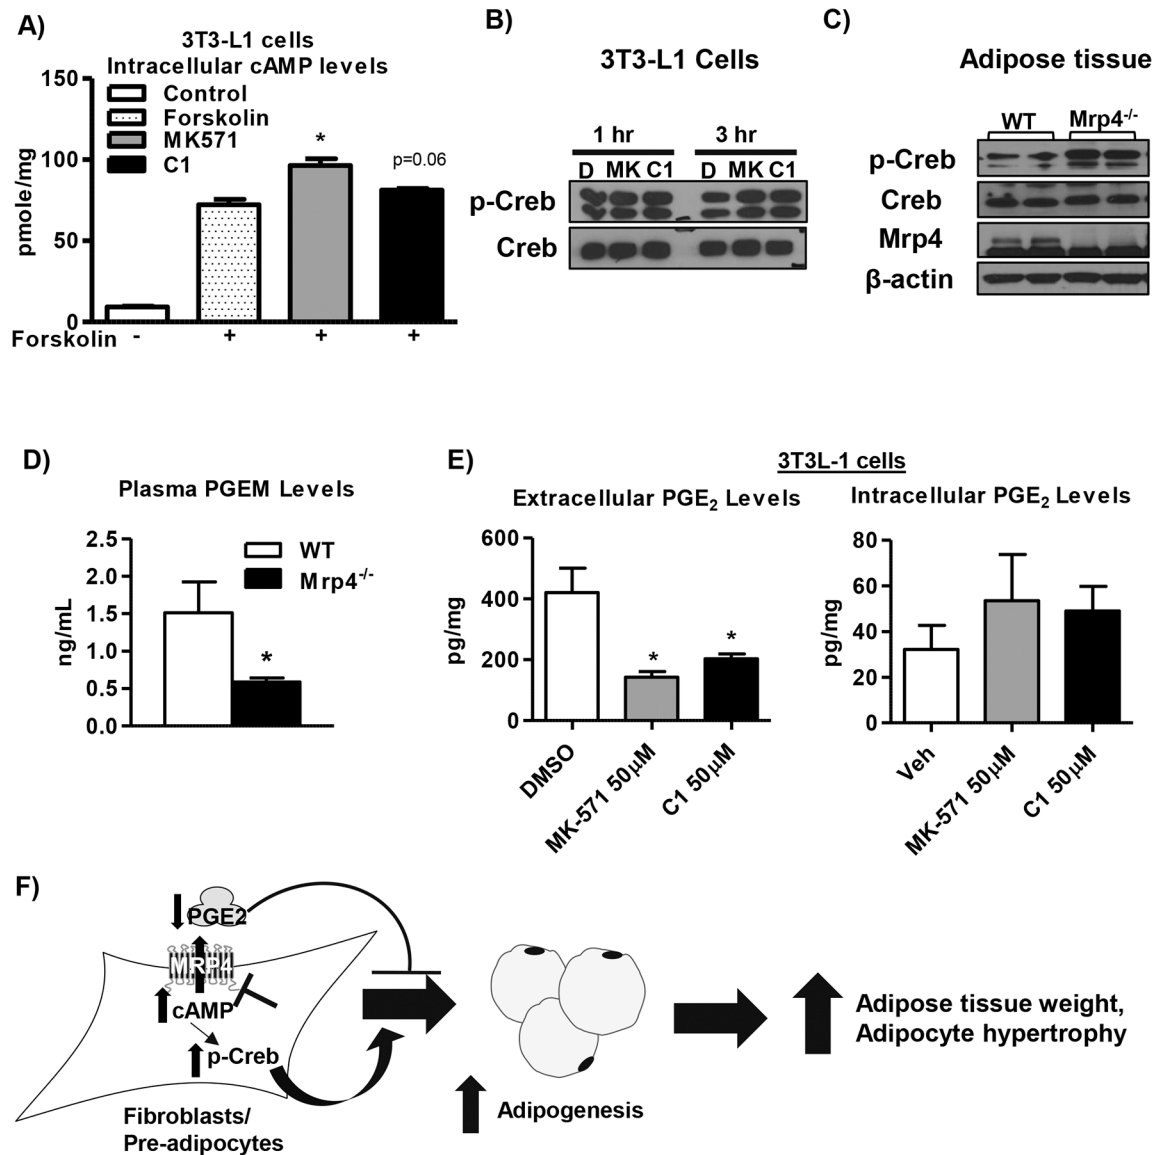 A)
3T3-L1 cells
Intracellular cAMP levels
150
100
50
0
pmole/mg
Control
Forskolin
MK571
C1
*
p=0.06
Forskolin - + + +
B)
3T3-L1 Cells
1 hr 3 hr
D MK C1 D MK C1
p-Creb
Creb
C)
Adipose tissue
WT Mrp4-/-
p-Creb
Creb
Mrp4
β-actin
D)
Plasma PGEM Levels
2.5
2.0
1.5
1.0
0.5
0.0
ng/mL
WT
Mrp4-/-
*
E)
3T3L-1 cells
Extracellular PGE2 Levels
600
400
200
0
pg/mg
* *
DMSO
MK-571 50μM
C1 50μM
Intracellular PGE2 Levels
80
60
40
20
0
pg/mg
Veh
MK-571 50μM
C1 50μM
F)
PGE2
MRP4
cAMP
p-Creb
Fibroblasts/
Pre-adipocytes
Adipogenesis
Adipose tissue weight,
Adipocyte hypertrophy